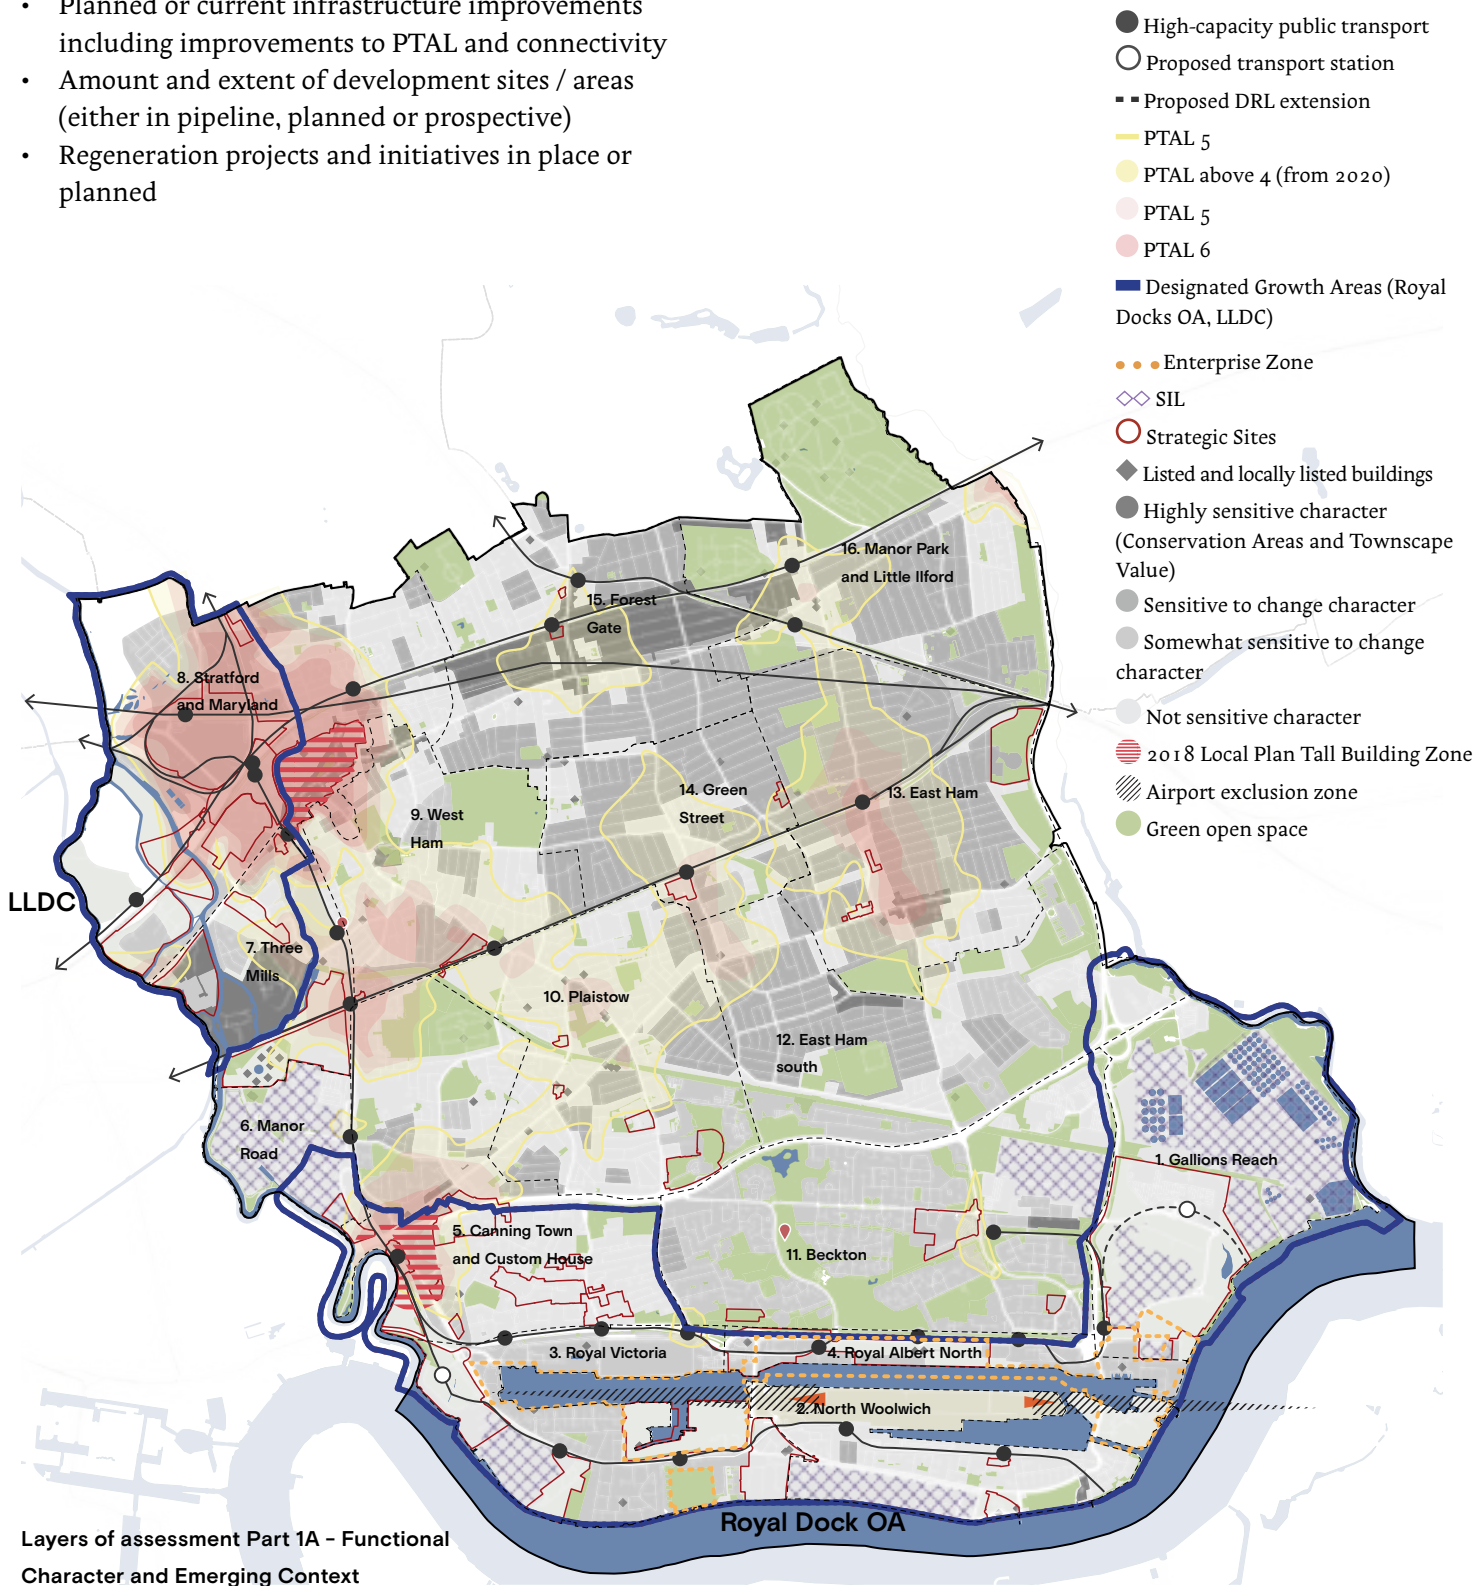 • Planned or current infrastructure improvements
including improvements to PTAL and connectivity
• Amount and extent of development sites / areas
(either in pipeline, planned or prospective)
• Regeneration projects and initiatives in place or
planned
High-capacity public transport
Proposed transport station
Proposed DRL extension
PTAL 5
PTAL above 4 (from 2020)
PTAL 5
PTAL 6
Designated Growth Areas (Royal
Docks OA, LLDC)
Enterprise Zone
SIL
Strategic Sites
Listed and locally listed buildings
Highly sensitive character
(Conservation Areas and Townscape
Value)
Sensitive to change character
Somewhat sensitive to change
character
Not sensitive character
2018 Local Plan Tall Building Zone
Airport exclusion zone
Green open space
16. Manor Park
and Little Ilford
15. Forest
Gate
8. Stratford
and Maryland
14. Green
Street
13. East Ham
9. West
Ham
LLDC
7. Three
Mills
10. Plaistow
12. East Ham
south
6. Manor
Road
1. Gallions Reach
5. Canning Town
and Custom House
11. Beckton
3. Royal Victoria
4. Royal Albert North
2. North Woolwich
Royal Dock OA
Layers of assessment Part 1A - Functional
Character and Emerging Context